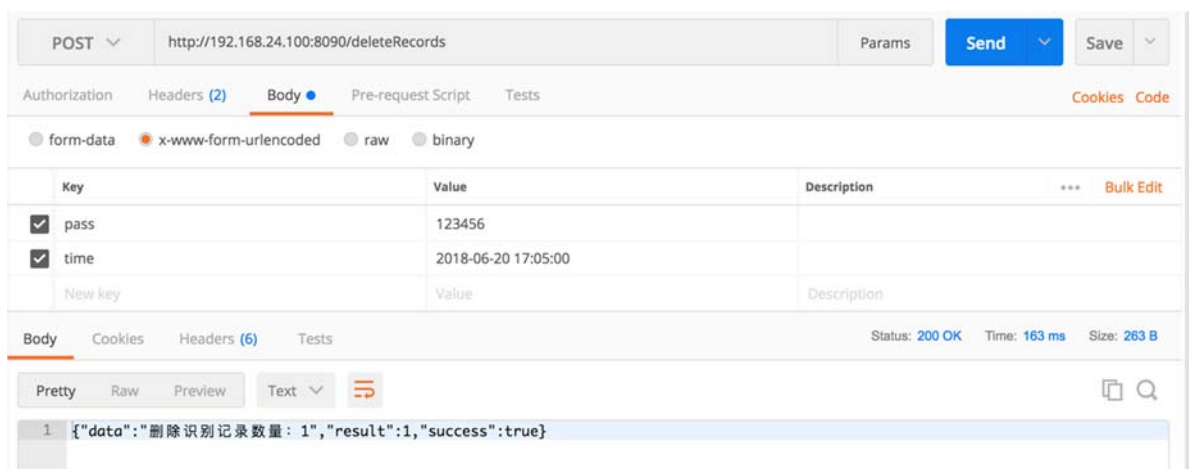 POST http://192.168.24.100:8090/deleteRecords Params Send Save
Authorization Headers (2) Body Pre-request Script Tests Cookies Code
form-data x-www-form-urlencoded raw binary
Key Value Description ••• Bulk Edit
pass 123456
time 2018-06-20 17:05:00
New key Value Description
Body Cookies Headers (6) Tests Status: 200 OK Time: 163 ms Size: 263 B
Pretty Raw Preview Text
1 {"data":"删除识别记录数量：1","result":1,"success":true}